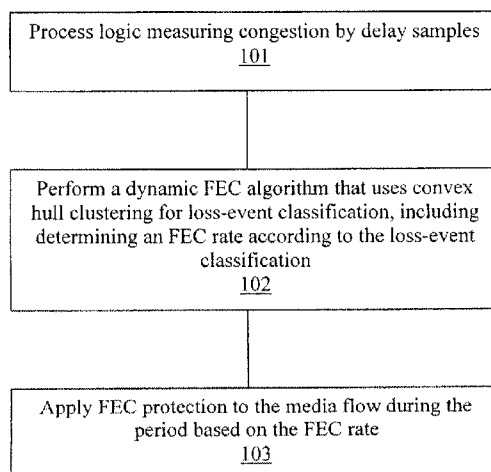 Process logic measuring congestion by delay samples
101
Perform a dynamic FEC algorithm that uses convex
hull clustering for loss-event classification, including
determining an FEC rate according to the loss-event
classification
102
Apply FEC protection to the media flow during the
period based on the FEC rate
103